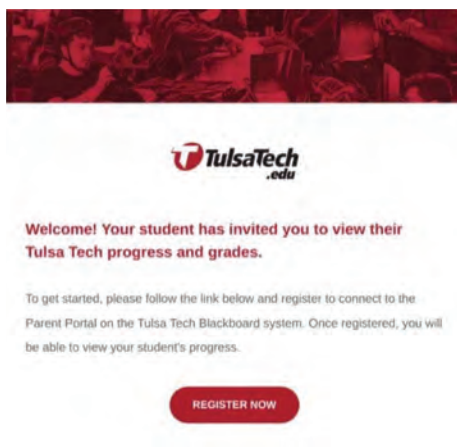 TulsaTech
.edu
Welcome! Your student has invited you to view their
Tulsa Tech progress and grades.
To get started, please follow the link below and register to connect to the
Parent Portal on the Tulsa Tech Blackboard system. Once registered, you will
be able to view your student's progress.
REGISTER NOW